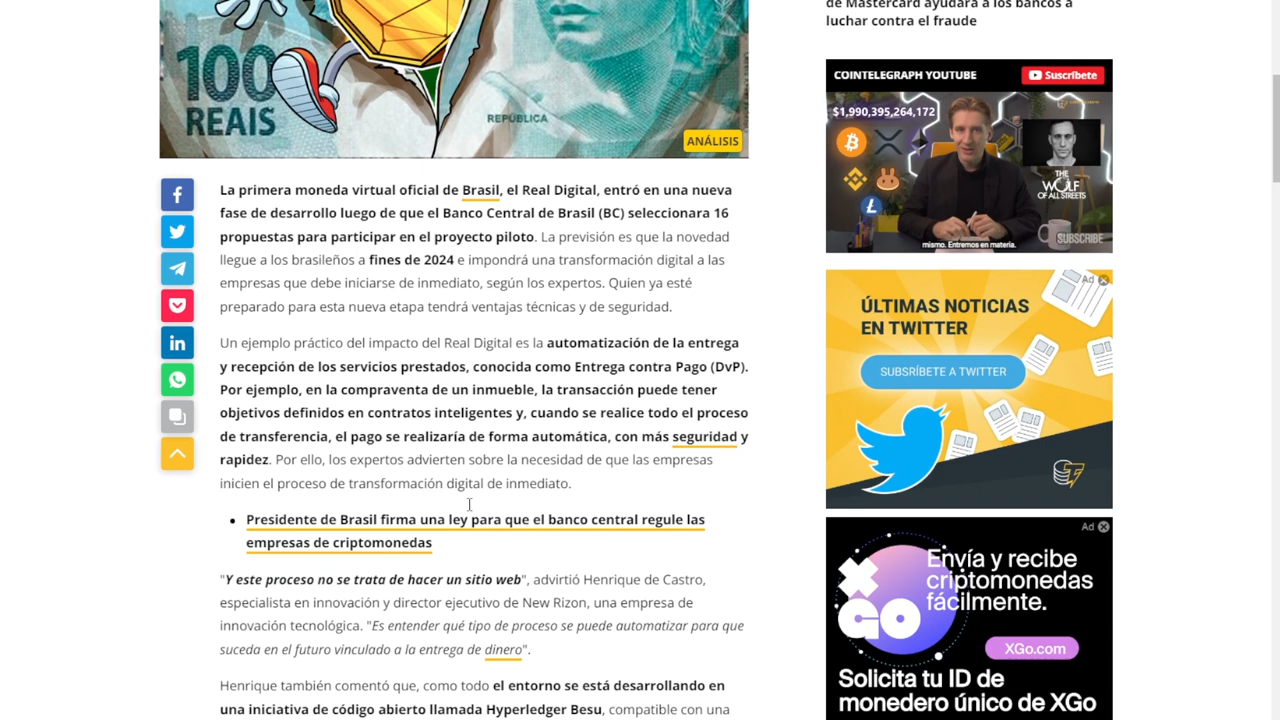 100
REAIS
REPÚBLICA
ANÁLISIS
La primera moneda virtual oficial de Brasil, el Real Digital, entró en una nueva
fase de desarrollo luego de que el Banco Central de Brasil (BC) seleccionara 16
propuestas para participar en el proyecto piloto. La previsión es que la novedad
llegue a los brasileños a fines de 2024 e impondrá una transformación digital a las
empresas que debe iniciarse de inmediato, según los expertos. Quien ya esté
preparado para esta nueva etapa tendrá ventajas técnicas y de seguridad.
Un ejemplo práctico del impacto del Real Digital es la automatización de la entrega
y recepción de los servicios prestados, conocida como Entrega contra Pago (DvP).
Por ejemplo, en la compraventa de un inmueble, la transacción puede tener
objetivos definidos en contratos inteligentes y, cuando se realice todo el proceso
de transferencia, el pago se realizaría de forma automática, con más seguridad y
rapidez. Por ello, los expertos advierten sobre la necesidad de que las empresas
inicien el proceso de transformación digital de inmediato.
• Presidente de Brasil firma una ley para que el banco central regule las
empresas de criptomonedas
"Y este proceso no se trata de hacer un sitio web", advirtió Henrique de Castro,
especialista en innovación y director ejecutivo de New Rizon, una empresa de
innovación tecnológica. "Es entender qué tipo de proceso se puede automatizar para que
suceda en el futuro vinculado a la entrega de dinero".
Henrique también comentó que, como todo el entorno se está desarrollando en
una iniciativa de código abierto llamada Hyperledger Besu, compatible con una
de Mastercard ayudará a los bancos a
luchar contra el fraude
COINTELEGRAPH YOUTUBE
Suscríbete
$1,990,395,264,172
THE
WOLF
OF ALL STREETS
mismo. Entremos en materia.
SUBSCRIBE
Ad
ÚLTIMAS NOTICIAS
EN TWITTER
SUBSRÍBETE A TWITTER
Ad
XGO
Envía y recibe
criptomonedas
fácilmente.
XGo.com
Solicita tu ID de
monedero único de XGo